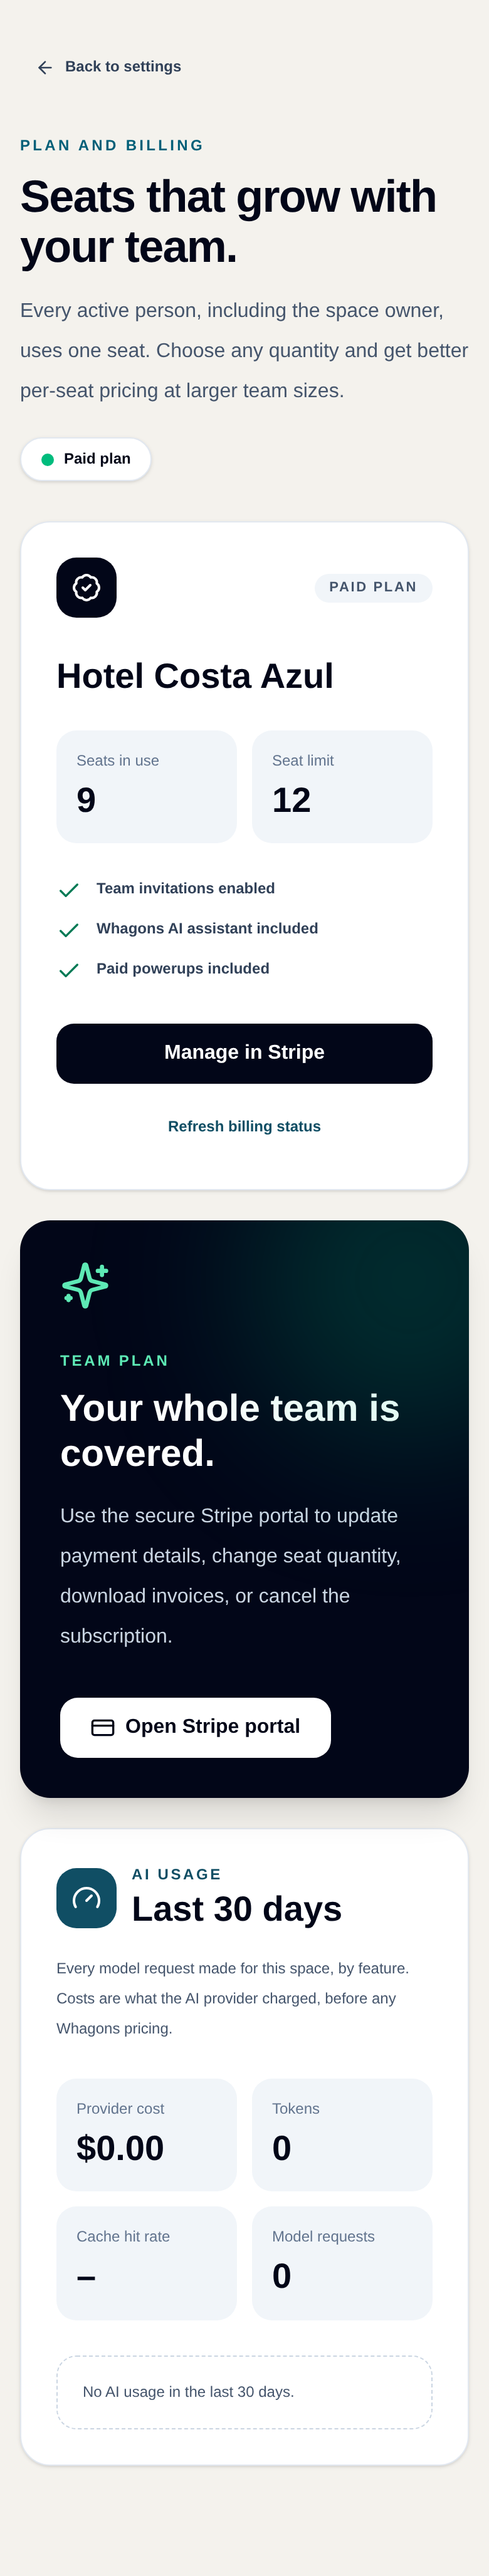 Back to settings
PLAN AND BILLING
Seats that grow with
your team.
Every active person, including the space owner,
uses one seat. Choose any quantity and get better
per-seat pricing at larger team sizes.
Paid plan
PAID PLAN
Hotel Costa Azul
Seats in use
Seat limit
9
12
Team invitations enabled
Whagons AI assistant included
Paid powerups included
Manage in Stripe
Refresh billing status
TEAM PLAN
Your whole team is
covered.
Use the secure Stripe portal to update
payment details, change seat quantity,
download invoices, or cancel the
subscription.
Open Stripe portal
AI USAGE
Last 30 days
Every model request made for this space, by feature.
Costs are what the AI provider charged, before any
Whagons pricing.
Provider cost
Tokens
$0.00
0
Cache hit rate
Model requests
–
0
No AI usage in the last 30 days.